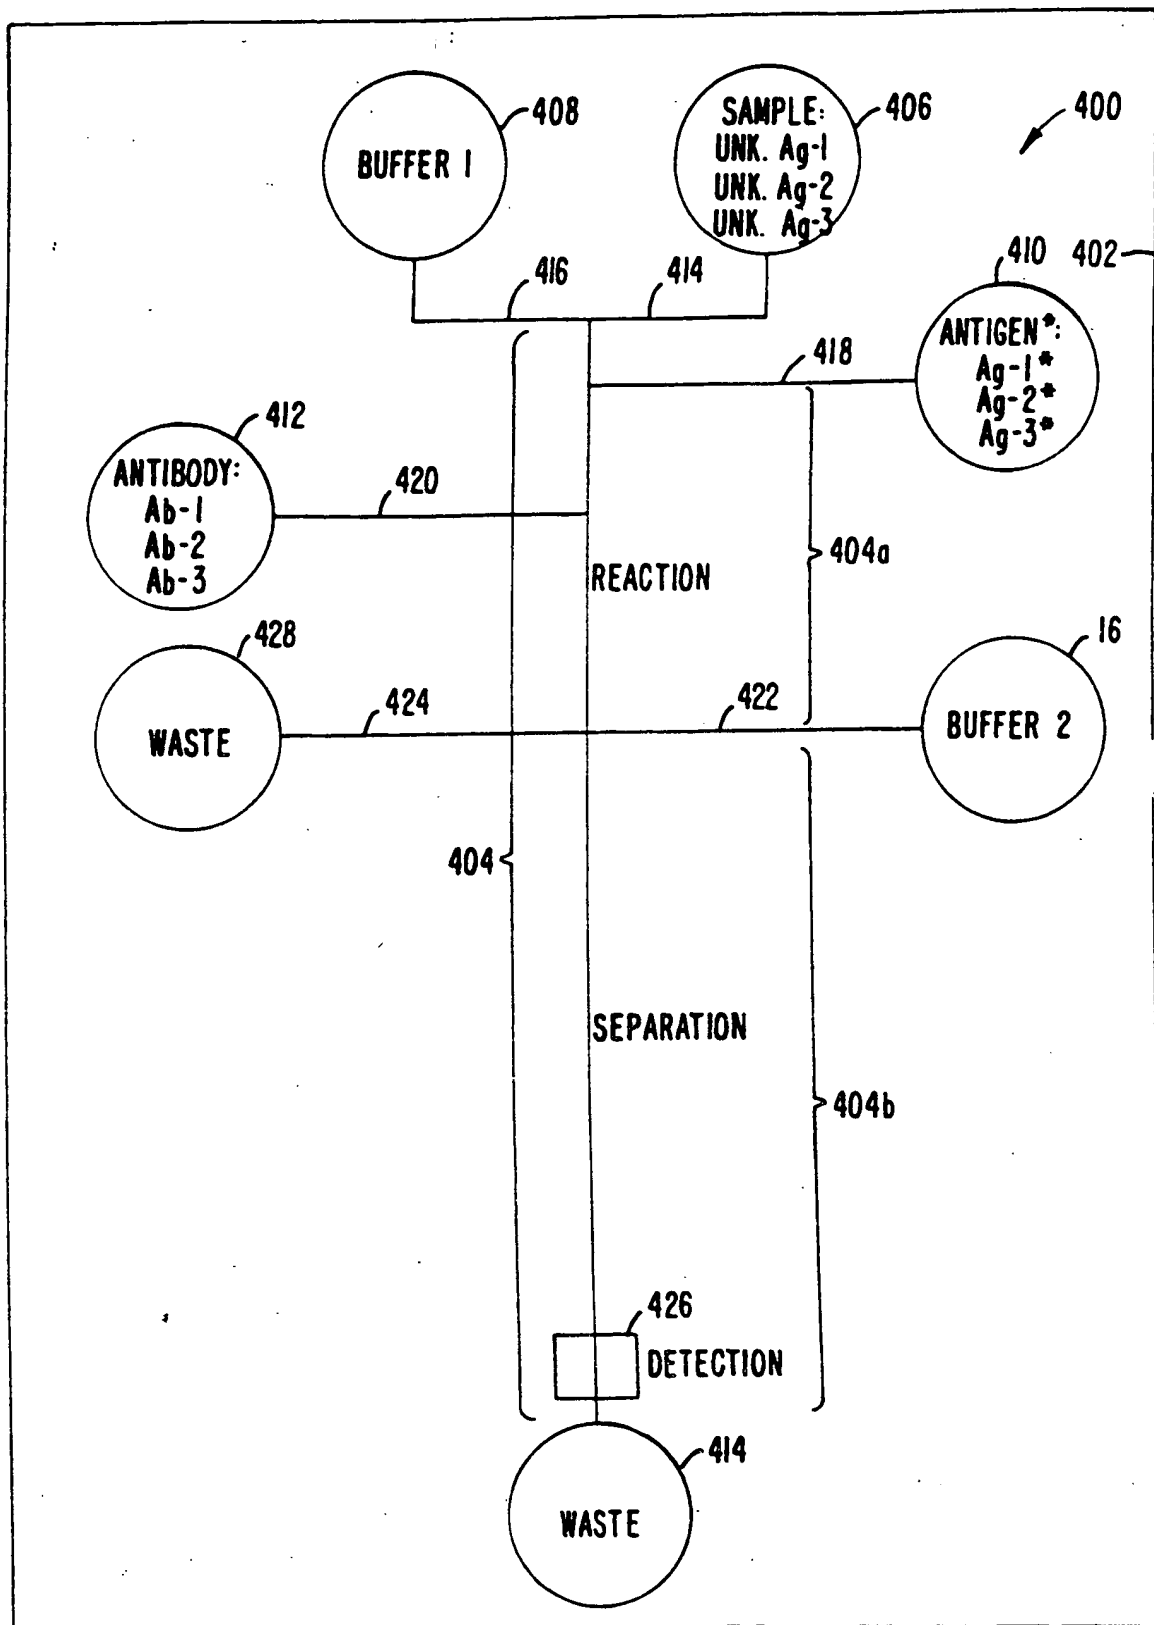 408
BUFFER 1
SAMPLE:
UNK. Ag-1
UNK. Ag-2
UNK. Ag-3
406
400
416
414
410
402
ANTIGEN*:
Ag-1*
Ag-2*
Ag-3*
418
412
ANTIBODY:
Ab-1
Ab-2
Ab-3
420
REACTION
404a
428
WASTE
424
422
16
BUFFER 2
404
SEPARATION
404b
426
DETECTION
414
WASTE